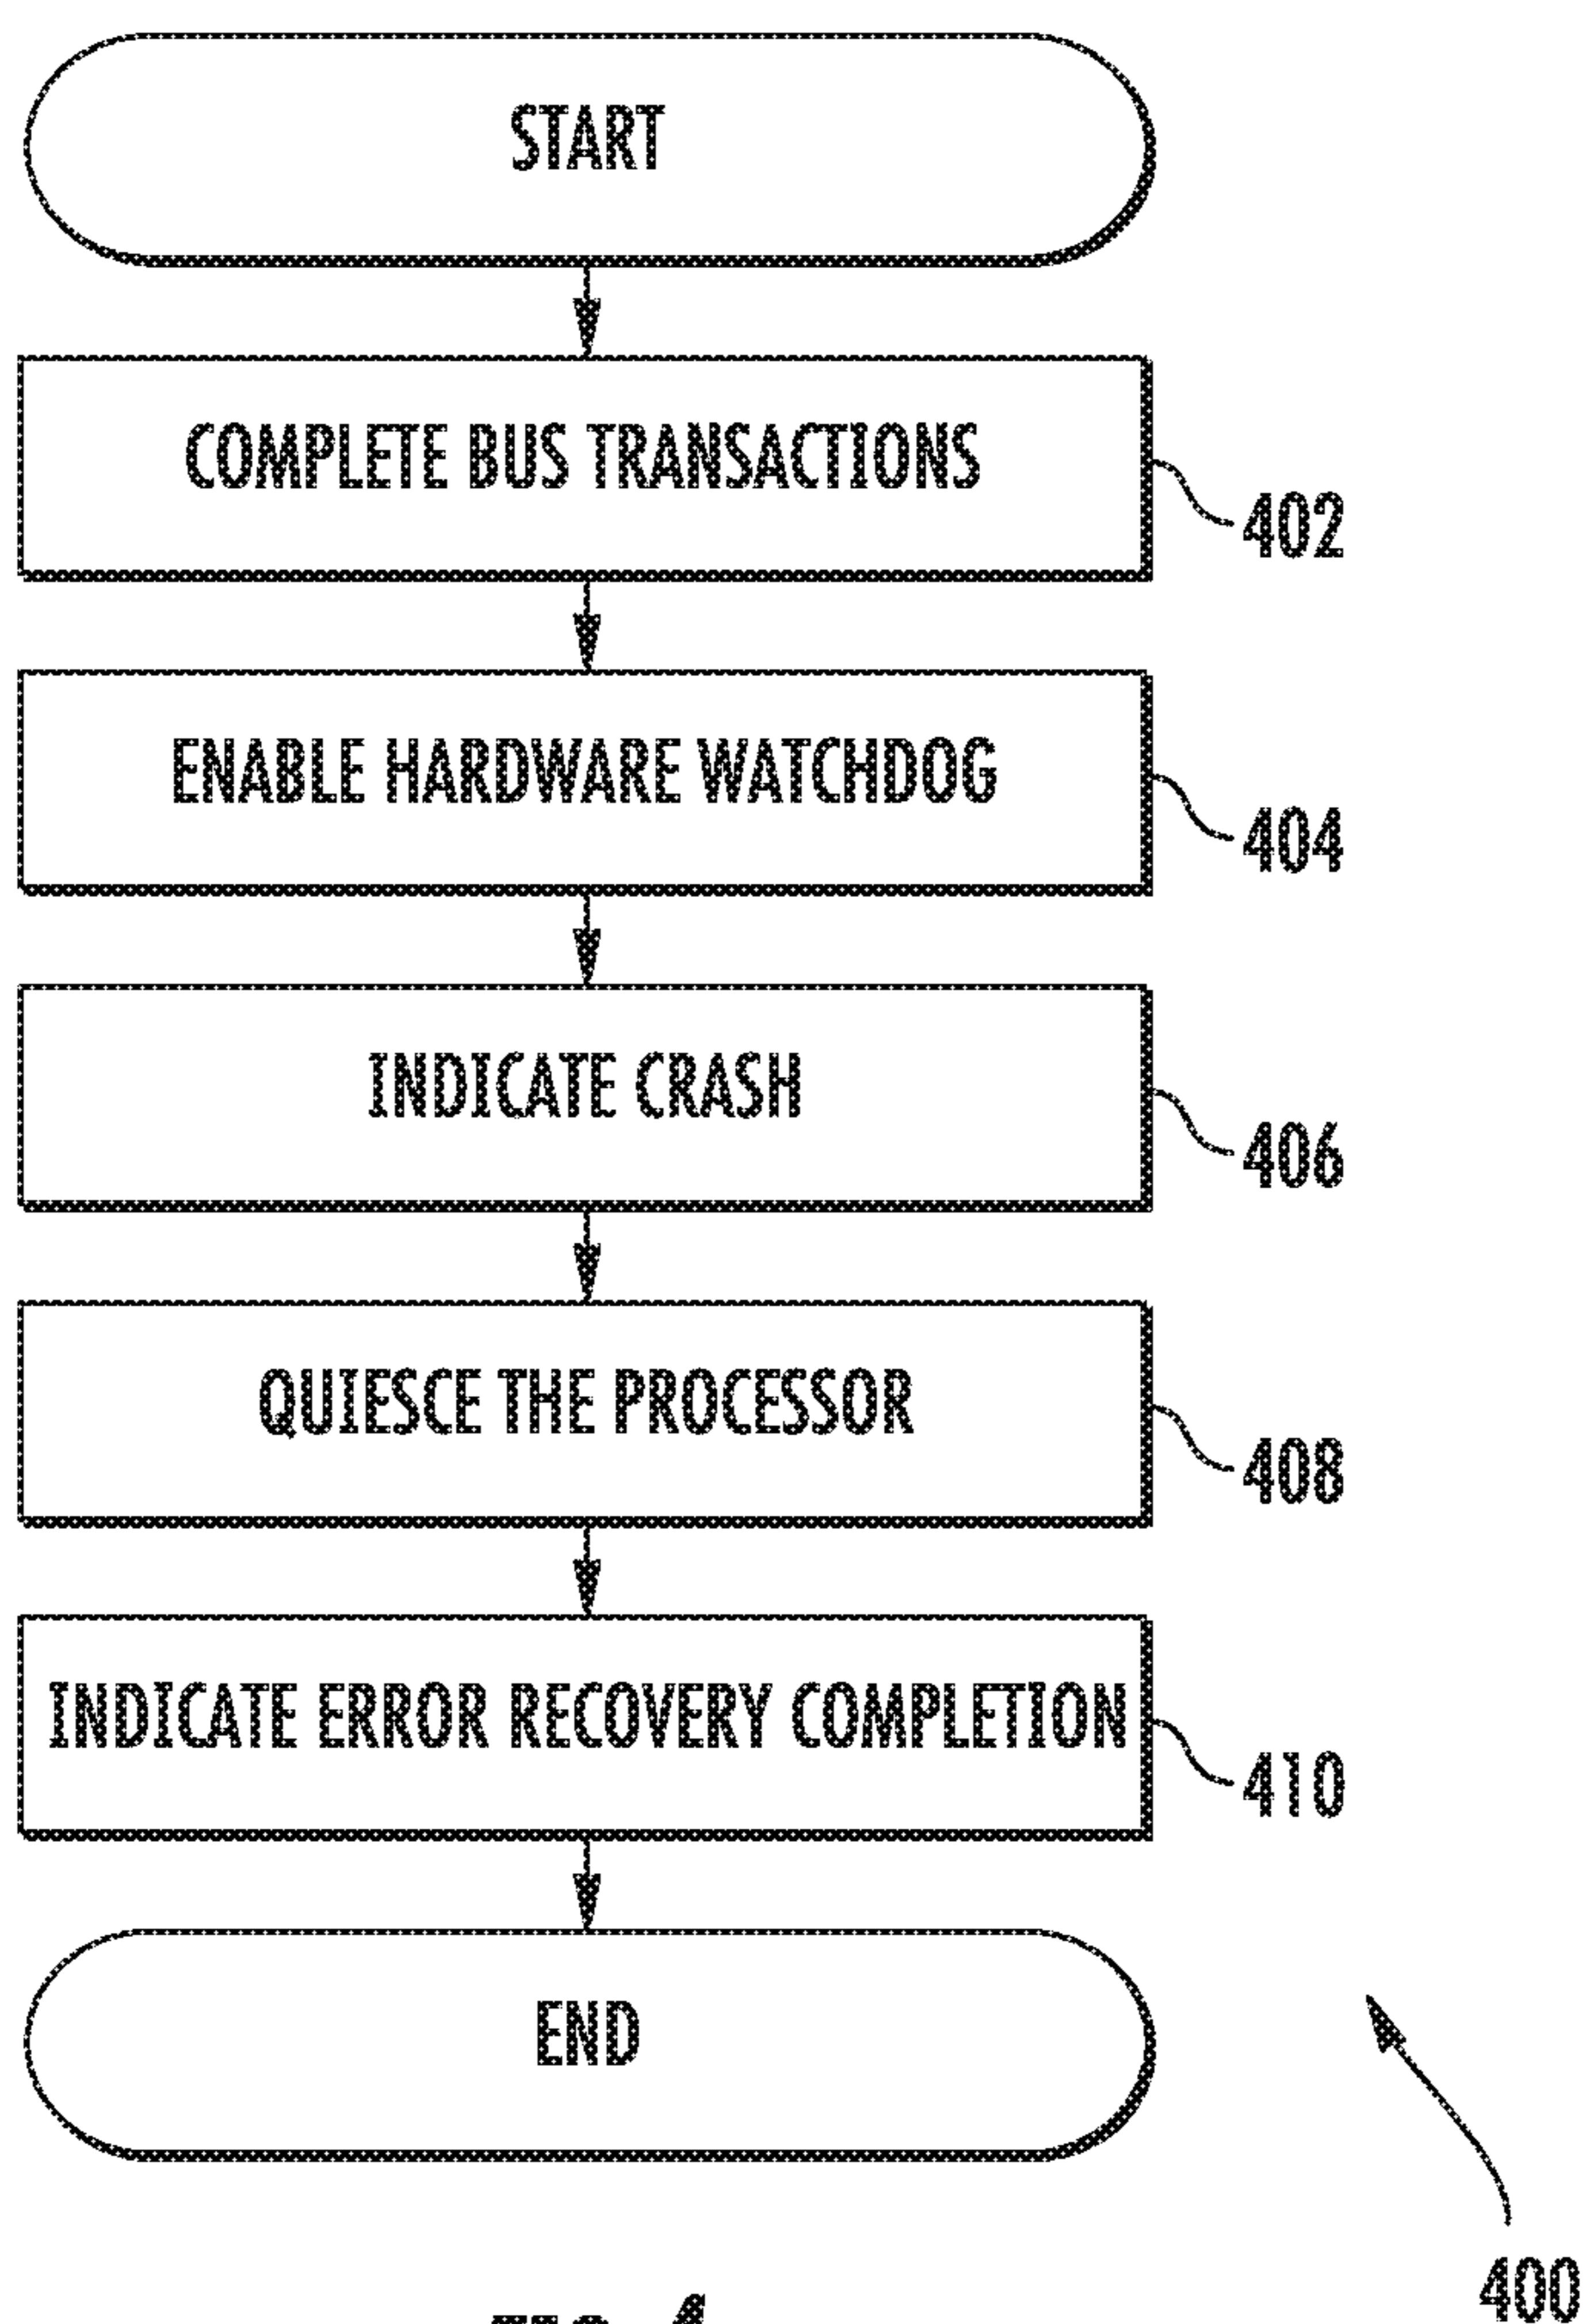 START
COMPLETE BUS TRANSACTIONS
402
ENABLE HARDWARE WATCHDOG
404
INDICATE CRASH
406
QUIESCE THE PROCESSOR
408
INDICATE ERROR RECOVERY COMPLETION
410
END
400